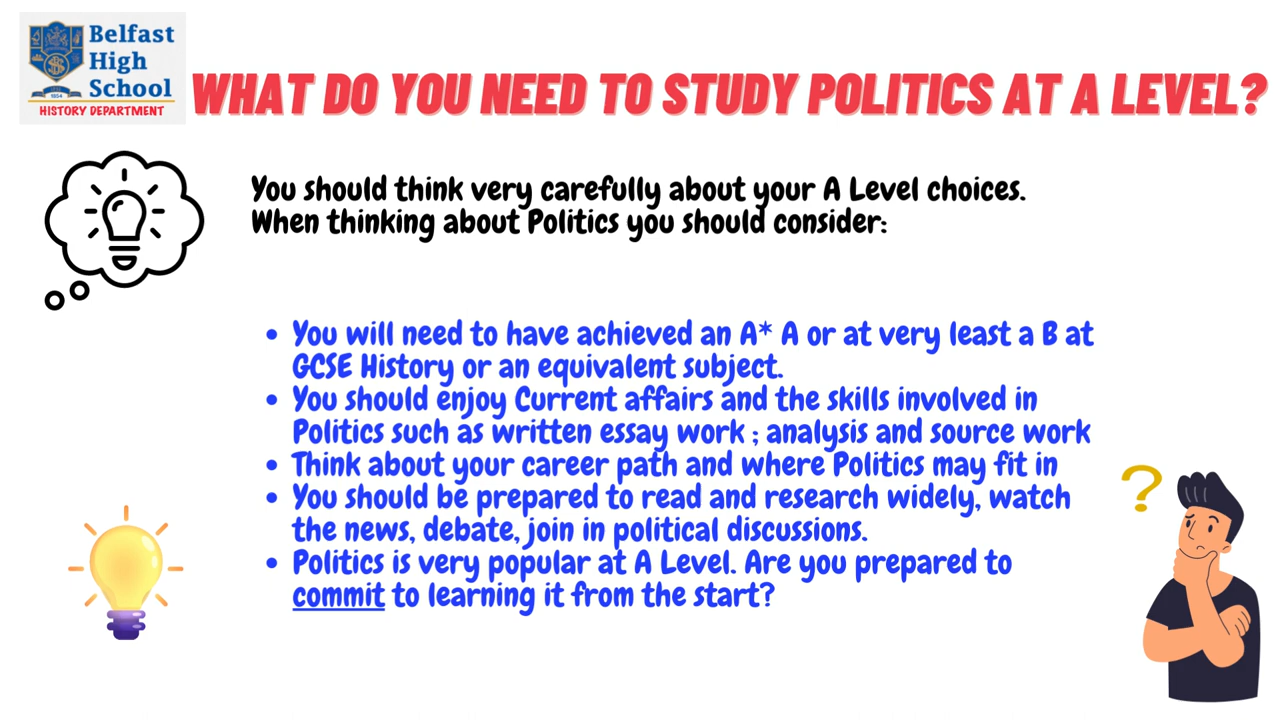 Belfast
High
School
1854
HISTORY DEPARTMENT
WHAT DO YOU NEED TO STUDY POLITICS AT A LEVEL?
You should think very carefully about your A Level choices.
When thinking about Politics you should consider:
• You will need to have achieved an A* A or at very least a B at
GCSE History or an equivalent subject.
• You should enjoy Current affairs and the skills involved in
Politics such as written essay work ; analysis and source work
• Think about your career path and where Politics may fit in
• You should be prepared to read and research widely, watch
the news, debate, join in political discussions.
• Politics is very popular at A Level. Are you prepared to
commit to learning it from the start?
?